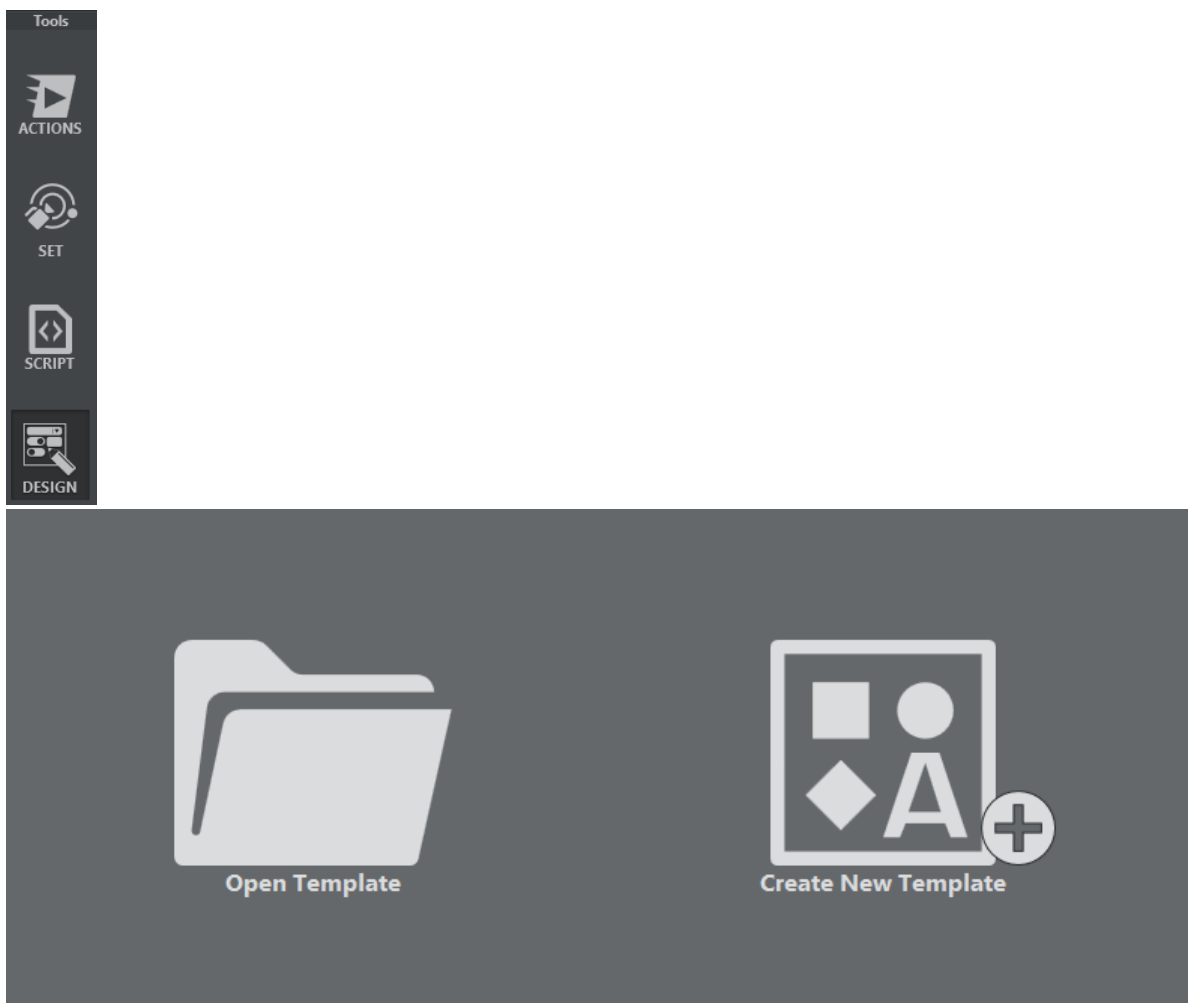 Tools
ACTIONS
SET
SCRIPT
DESIGN
Open Template
Create New Template